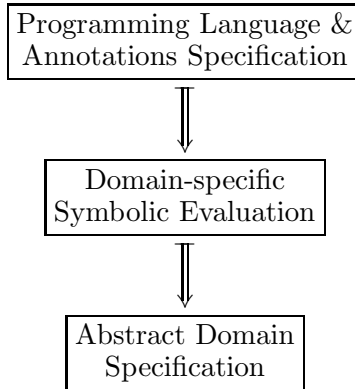 Programming Language &
Annotations Specification
Domain-specific
Symbolic Evaluation
Abstract Domain
Specification